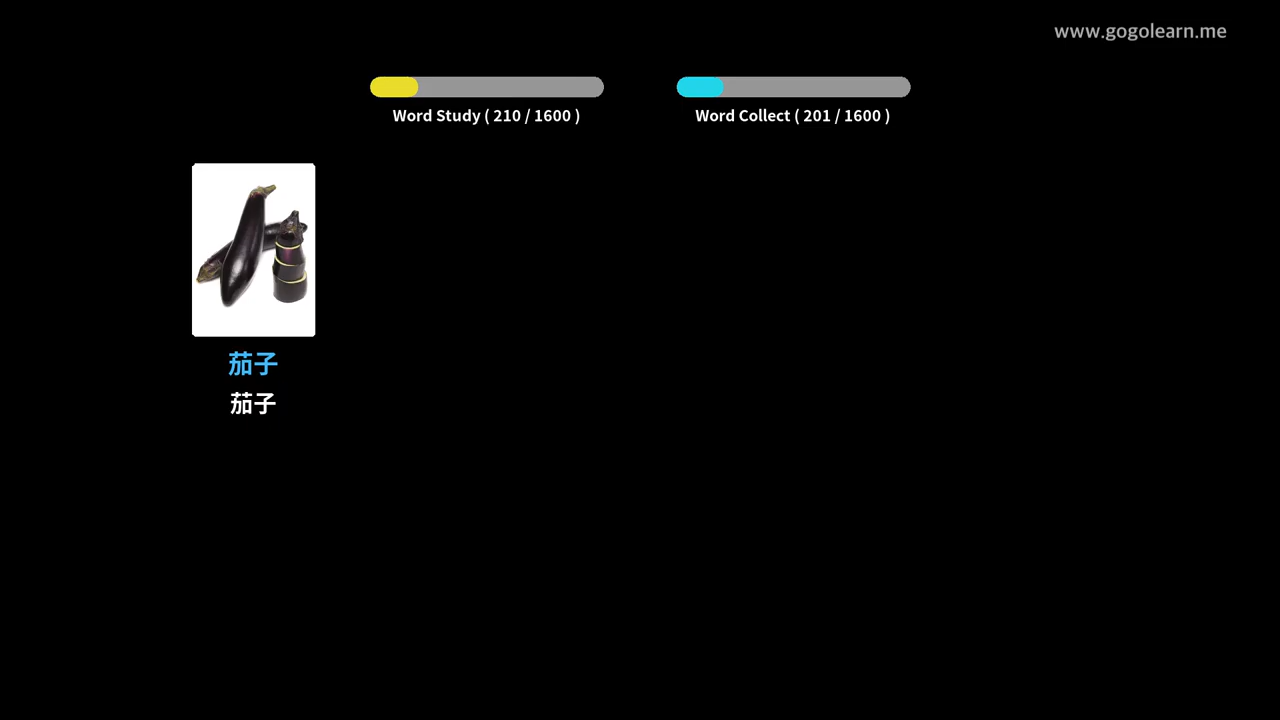 www.gogolearn.me
Word Study ( 210 / 1600 )
Word Collect ( 201 / 1600 )
茄子
茄子